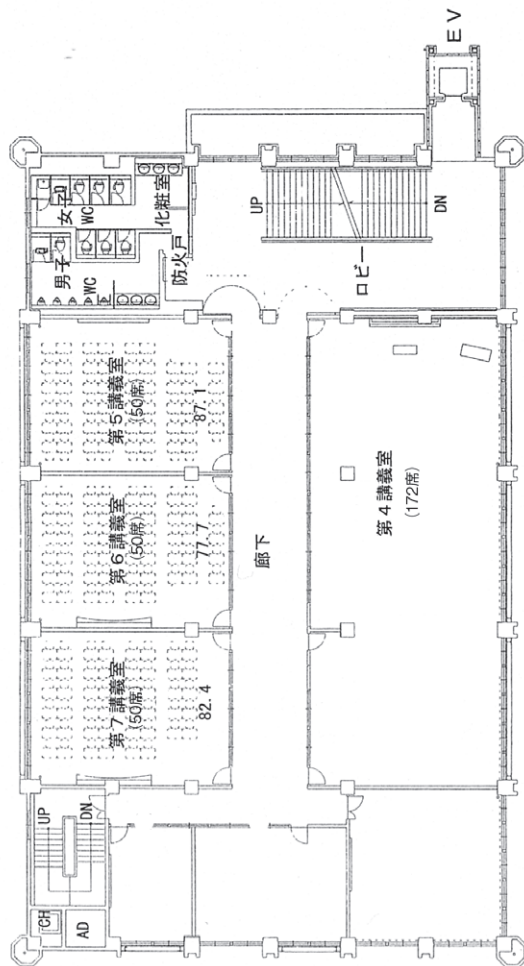 EV
女子
WC
化粧室
男子
WC
防火戸
UP
DN
ロビー
第5講義室
(50席)
87.1
第6講義室
(50席)
77.7
第7講義室
(50席)
82.4
廊下
第4講義室
(172席)
UP
DN
CH
AD